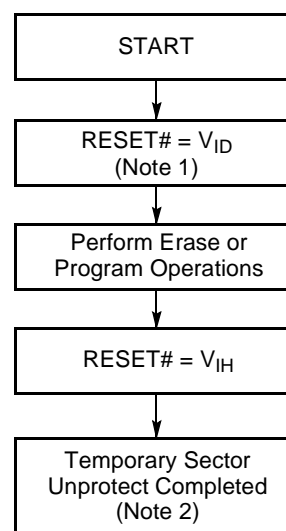 START
RESET# = VID
(Note 1)
Perform Erase or
Program Operations
RESET# = VIH
Temporary Sector
Unprotect Completed
(Note 2)